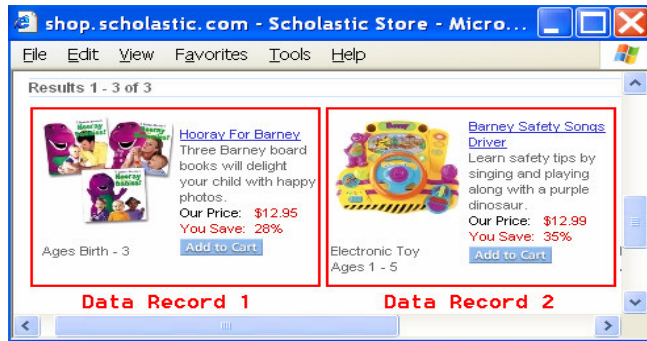 shop.scholastic.com - Scholastic Store - Micro...
File Edit View Favorites Tools Help
Results 1 - 3 of 3
Hooray For Barney
Three Barney board
books will delight
your child with happy
photos.
Our Price: $12.95
You Save: 28%
Add to Cart
Ages Birth - 3
Barney Safety Songs
Driver
Learn safety tips by
singing and playing
along with a purple
dinosaur.
Our Price: $12.99
You Save: 35%
Add to Cart
Electronic Toy
Ages 1 - 5
Data Record 1
Data Record 2